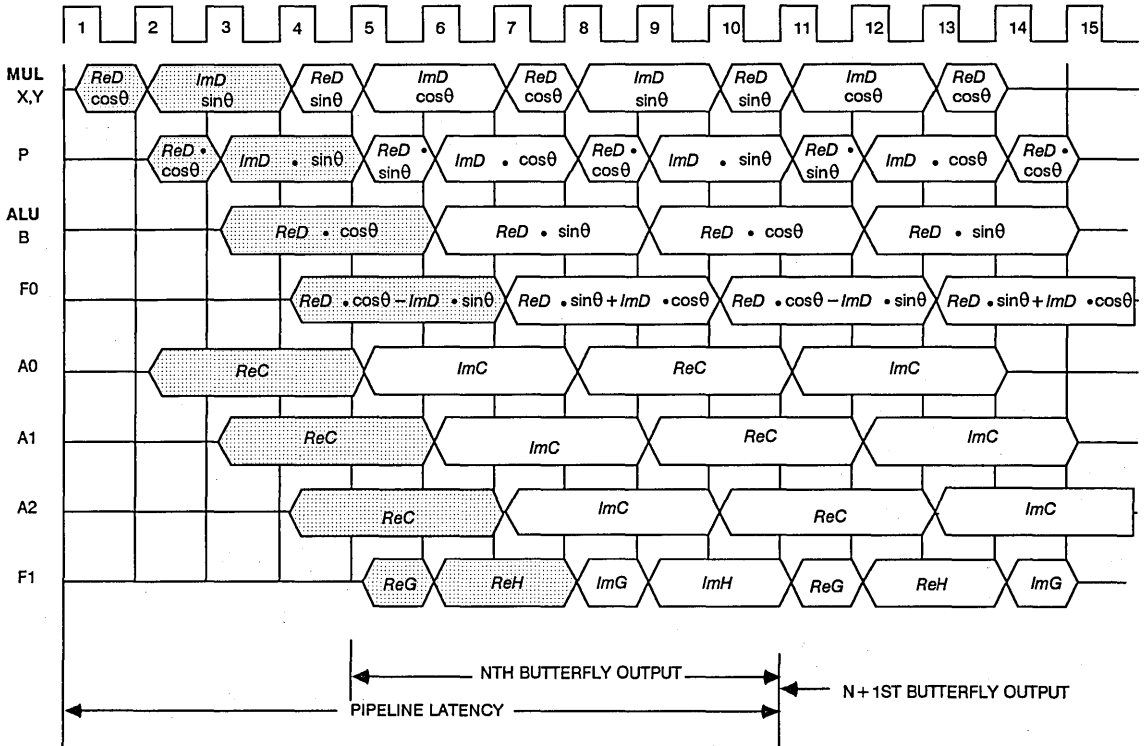 1 2 3 4 5 6 7 8 9 10 11 12 13 14 15
MUL
X,Y
ReD cosθ
ImD sinθ
ReD sinθ
ImD cosθ
ReD cosθ
ImD sinθ
ReD sinθ
ImD cosθ
ReD cosθ
P
ReD • cosθ
ImD • sinθ
ReD • sinθ
ImD • cosθ
ReD • cosθ
ImD • sinθ
ReD • sinθ
ImD • cosθ
ReD • cosθ
ALU
B
ReD • cosθ
ReD • sinθ
ReD • cosθ
ReD • sinθ
F0
ReD • cosθ – ImD • sinθ
ReD • sinθ + ImD • cosθ
ReD • cosθ – ImD • sinθ
ReD • sinθ + ImD • cosθ
A0
ReC
ImC
ReC
ImC
A1
ReC
ImC
ReC
ImC
A2
ReC
ImC
ReC
ImC
F1
ReG
ReH
ImG
ImH
ReG
ReH
ImG
NTH BUTTERFLY OUTPUT
N + 1ST BUTTERFLY OUTPUT
PIPELINE LATENCY